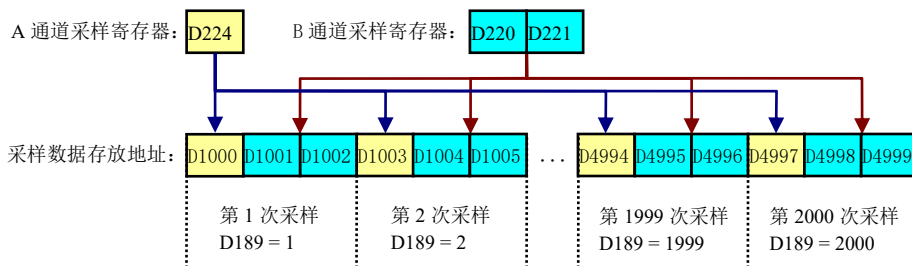 A 通道采样寄存器: D224 B 通道采样寄存器: D220 D221
采样数据存放地址: D1000 D1001 D1002 D1003 D1004 D1005 ... D4994 D4995 D4996 D4997 D4998 D4999
第 1 次采样 第 2 次采样 第 1999 次采样 第 2000 次采样
D189 = 1 D189 = 2 D189 = 1999 D189 = 2000